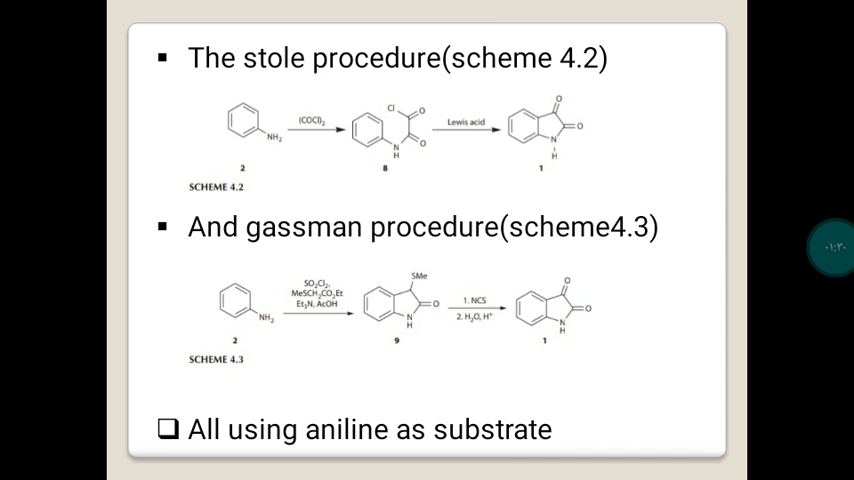 ▪ The stole procedure(scheme 4.2)
Cl
O
O
(COCl)₂
Lewis acid
O
NH₂
O
N
H
N
H
2
8
1
SCHEME 4.2
▪ And gassman procedure(scheme4.3)
SO₂Cl₂,
MeSCH₂CO₂Et
Et₃N, AcOH
SMe
O
1. NCS
2. H₂O, H⁺
O
O
NH₂
N
H
N
H
2
9
1
SCHEME 4.3
❑ All using aniline as substrate
٠١:٣٠